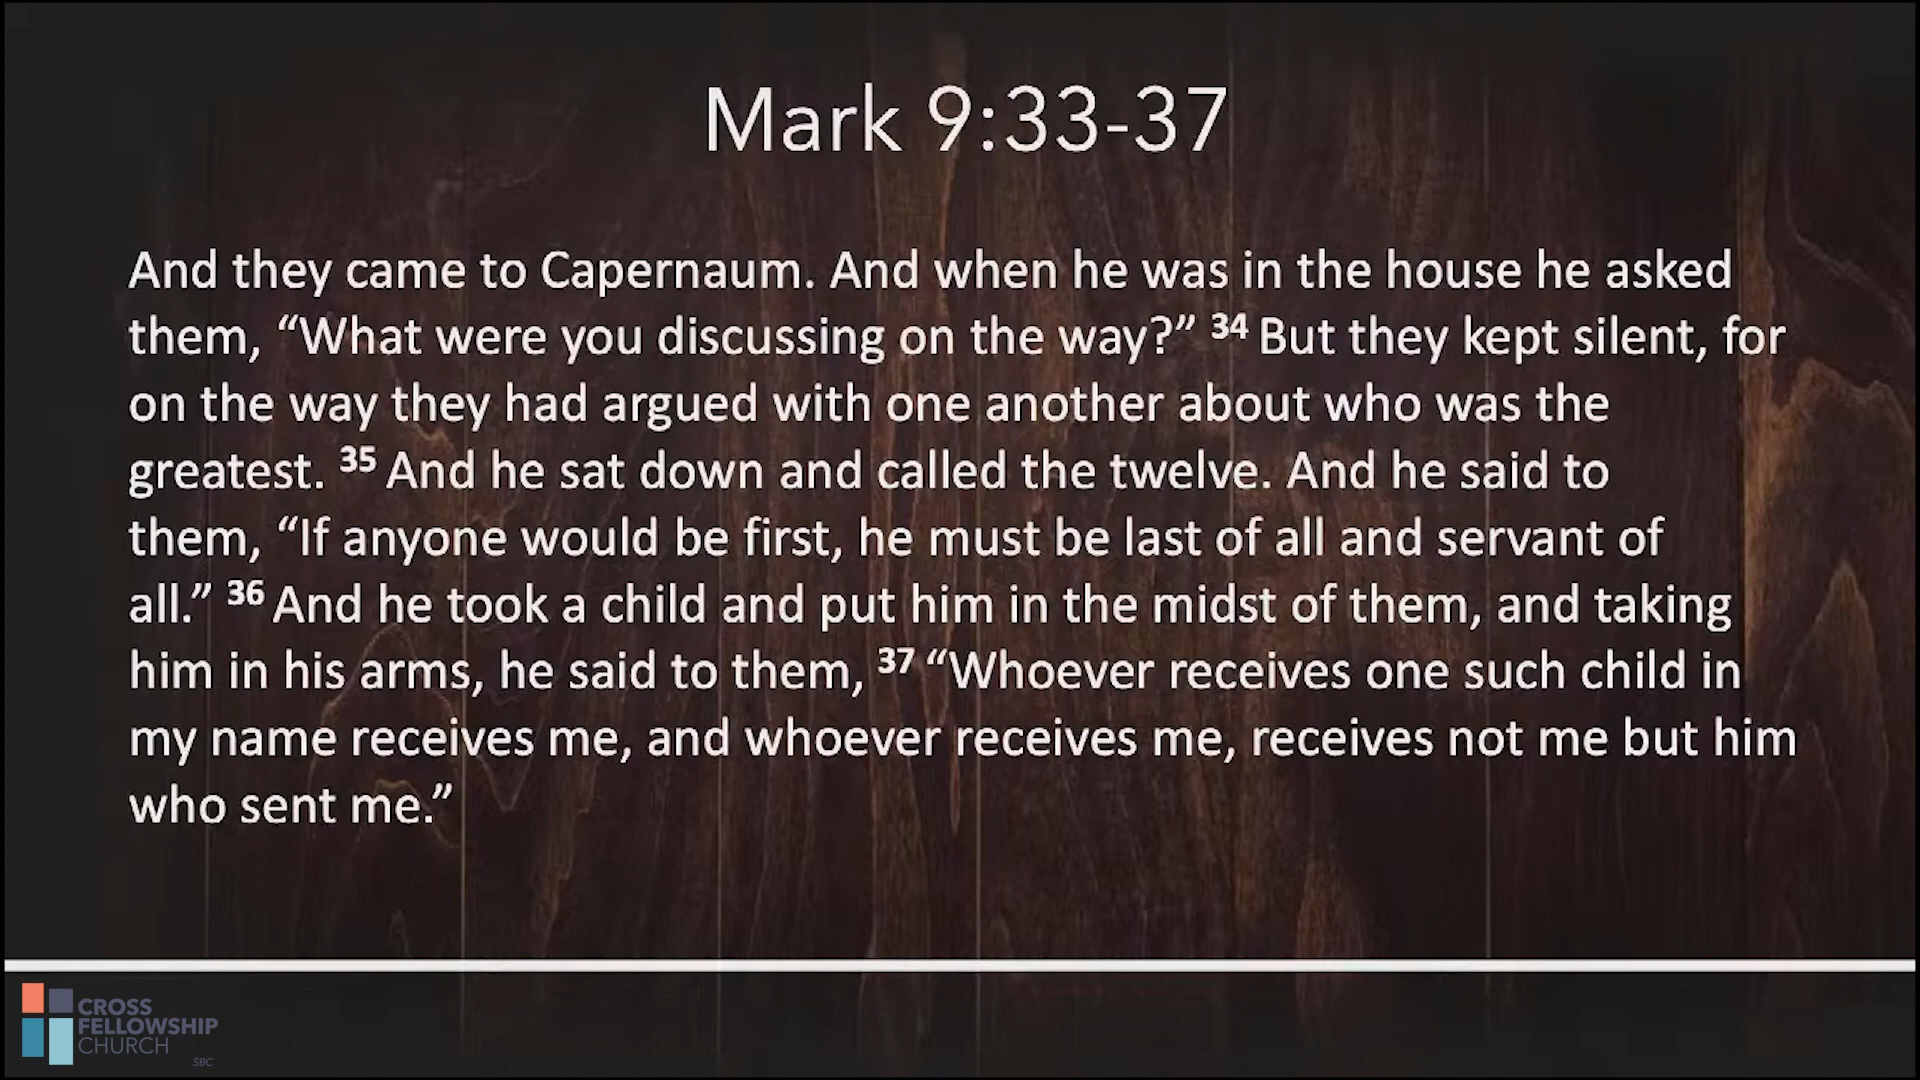 Mark 9:33-37
And they came to Capernaum. And when he was in the house he asked
them, “What were you discussing on the way?” 34 But they kept silent, for
on the way they had argued with one another about who was the
greatest. 35 And he sat down and called the twelve. And he said to
them, “If anyone would be first, he must be last of all and servant of
all.” 36 And he took a child and put him in the midst of them, and taking
him in his arms, he said to them, 37 “Whoever receives one such child in
my name receives me, and whoever receives me, receives not me but him
who sent me.”
CROSS
FELLOWSHIP
CHURCH
SBC